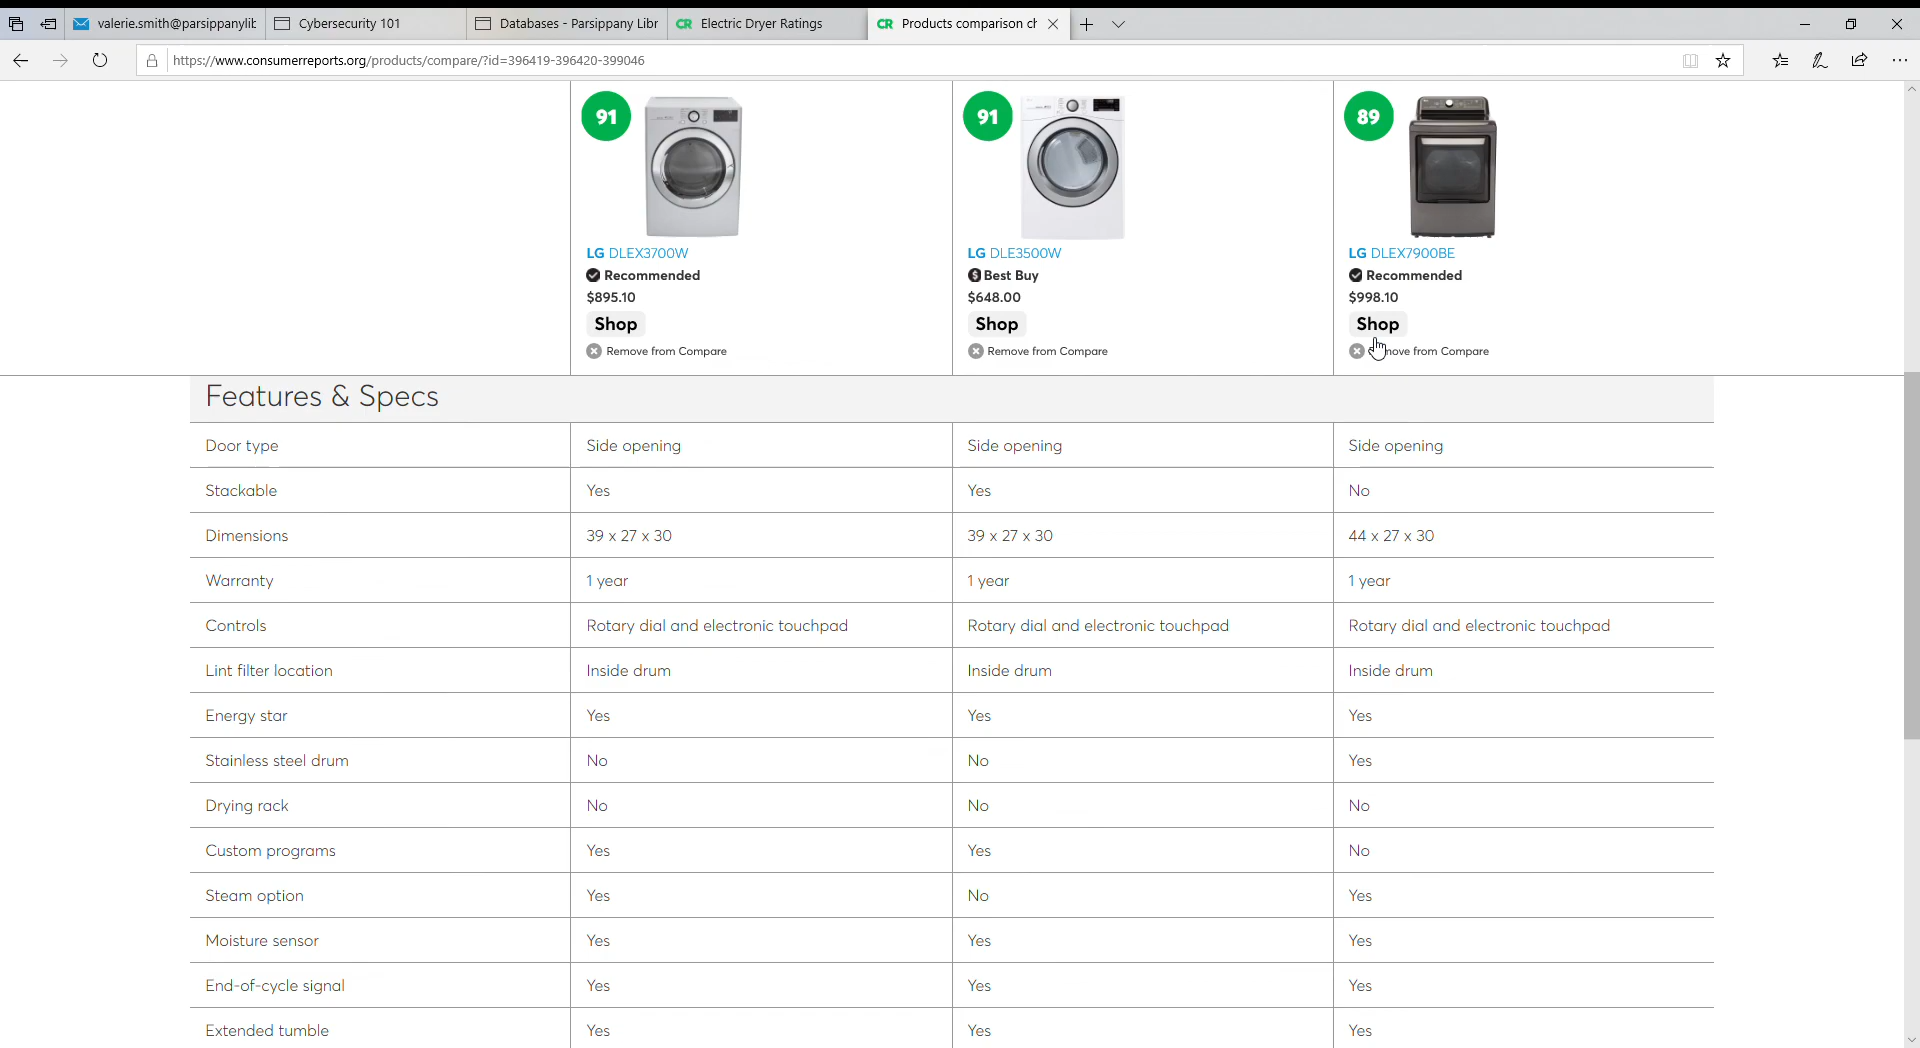 valerie.smith@parsippanylib
Cybersecurity 101
Databases - Parsippany Libr
CR Electric Dryer Ratings
CR Products comparison ch
https://www.consumerreports.org/products/compare/?id=396419-396420-399046
91 91 89
LG DLEX3700W LG DLE3500W LG DLEX7900BE
Recommended $ Best Buy Recommended
$895.10 $648.00 $998.10
Shop Shop Shop
Remove from Compare Remove from Compare move from Compare
Features & Specs
Door type Side opening Side opening Side opening
Stackable Yes Yes No
Dimensions 39 x 27 x 30 39 x 27 x 30 44 x 27 x 30
Warranty 1 year 1 year 1 year
Controls Rotary dial and electronic touchpad Rotary dial and electronic touchpad Rotary dial and electronic touchpad
Lint filter location Inside drum Inside drum Inside drum
Energy star Yes Yes Yes
Stainless steel drum No No Yes
Drying rack No No No
Custom programs Yes Yes No
Steam option Yes No Yes
Moisture sensor Yes Yes Yes
End-of-cycle signal Yes Yes Yes
Extended tumble Yes Yes Yes